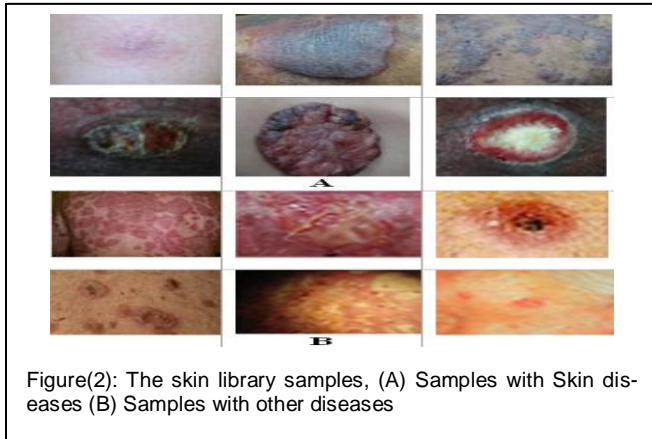 A
B
Figure(2): The skin library samples, (A) Samples with Skin dis-
eases (B) Samples with other diseases